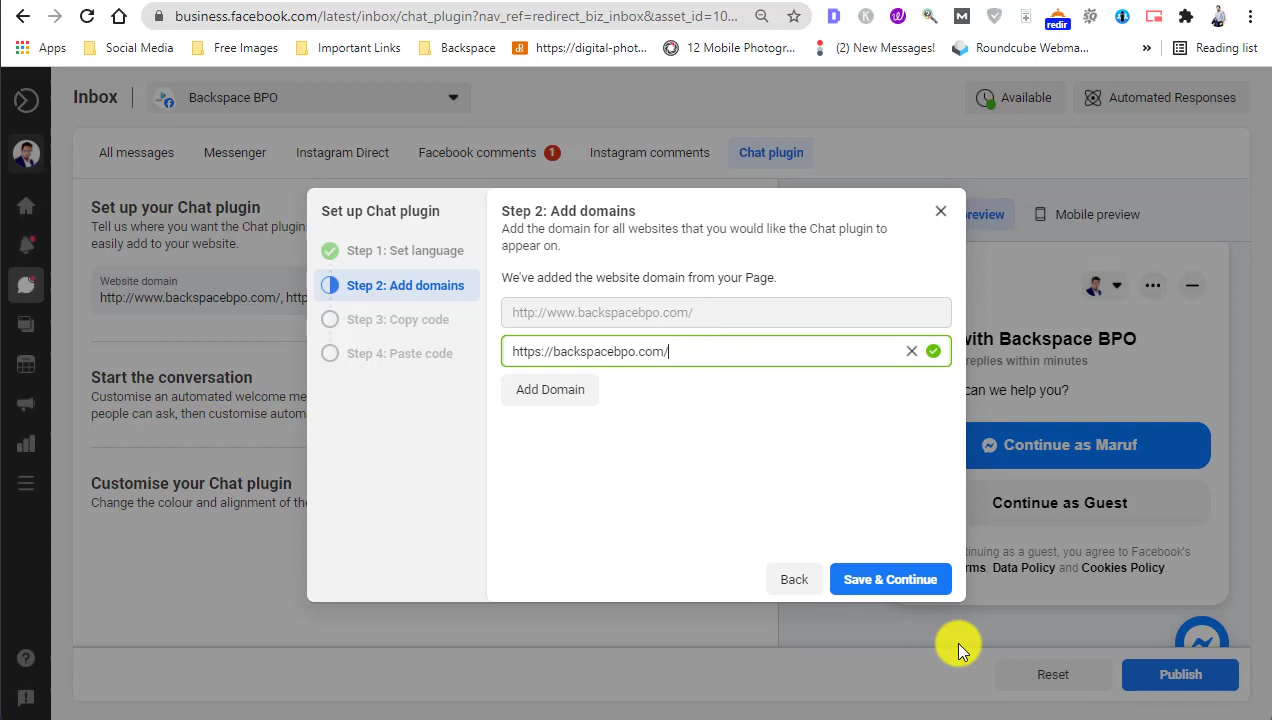 business.facebook.com/latest/inbox/chat_plugin?nav_ref=redirect_biz_inbox&asset_id=10...
redir
Apps Social Media Free Images Important Links Backspace https://digital-phot... 12 Mobile Photogr... (2) New Messages! Roundcube Webma... » Reading list
Inbox Backspace BPO Available Automated Responses
All messages Messenger Instagram Direct Facebook comments 1 Instagram comments Chat plugin
Set up your Chat plugin
Tell us where you want the Chat plugin
easily add to your website.
Website domain
http://www.backspacebpo.com/, http
Start the conversation
Customise an automated welcome me
people can ask, then customise autom
Customise your Chat plugin
Change the colour and alignment of the
Set up Chat plugin
Step 1: Set language
Step 2: Add domains
Step 3: Copy code
Step 4: Paste code
Step 2: Add domains
Add the domain for all websites that you would like the Chat plugin to
appear on.
We've added the website domain from your Page.
http://www.backspacebpo.com/
https://backspacebpo.com/
Add Domain
Back Save & Continue
preview Mobile preview
with Backspace BPO
replies within minutes
can we help you?
Continue as Maruf
Continue as Guest
tinuing as a guest, you agree to Facebook's
ms, Data Policy and Cookies Policy.
Reset Publish